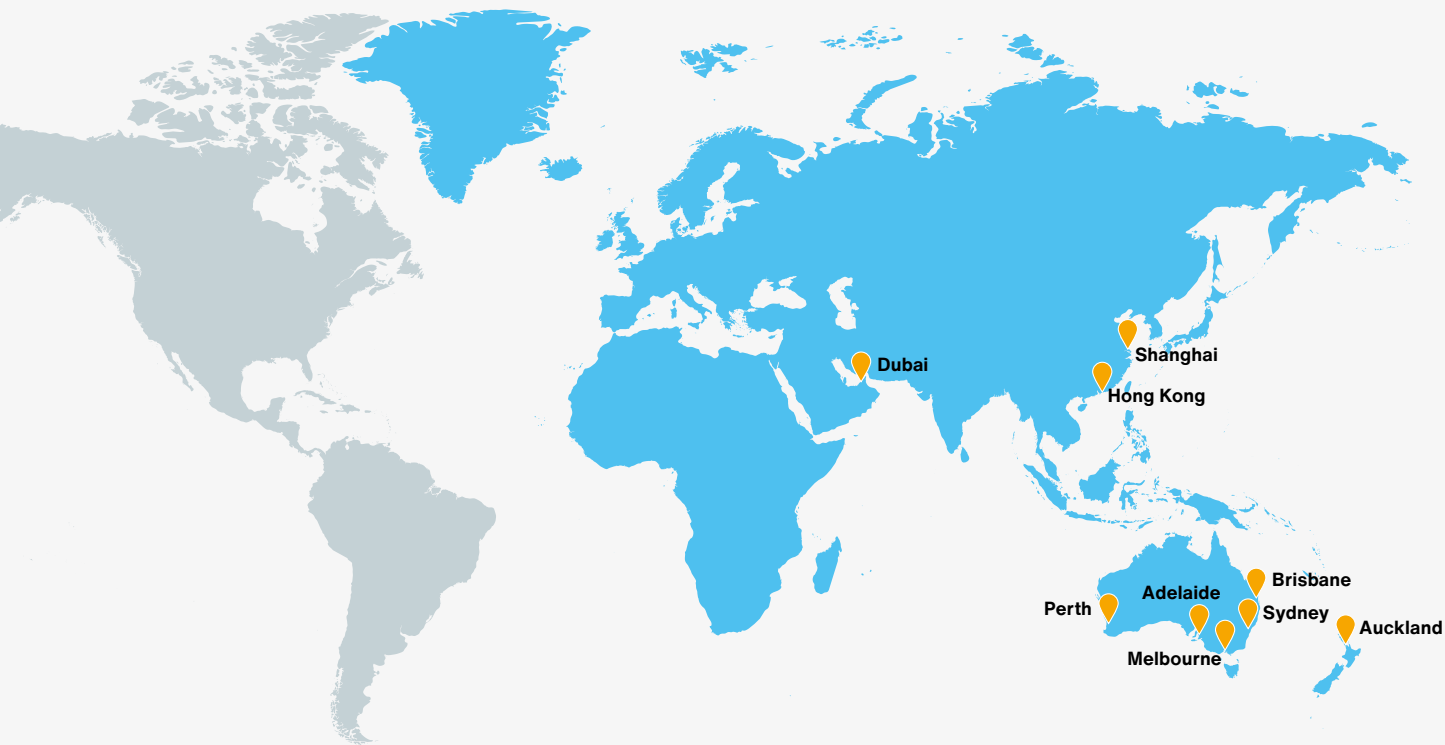 Shanghai
Dubai
Hong Kong
Brisbane
Adelaide
Perth
Sydney
Auckland
Melbourne